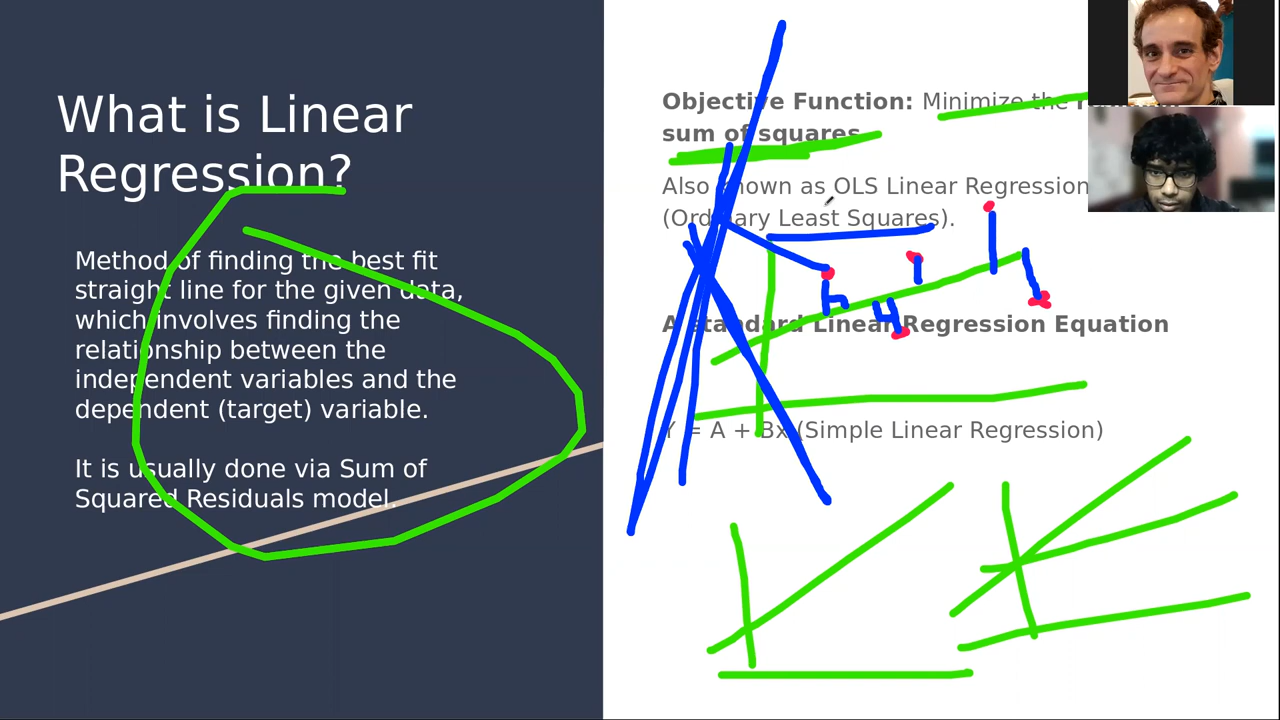 What is Linear
Regression?
Method of finding the best fit
straight line for the given data,
which involves finding the
relationship between the
independent variables and the
dependent (target) variable.
It is usually done via Sum of
Squared Residuals model.
Objective Function: Minimize the
sum of squares
Also known as OLS Linear Regression
(Ordinary Least Squares).
A standard Linear Regression Equation
Y = A + Bx (Simple Linear Regression)